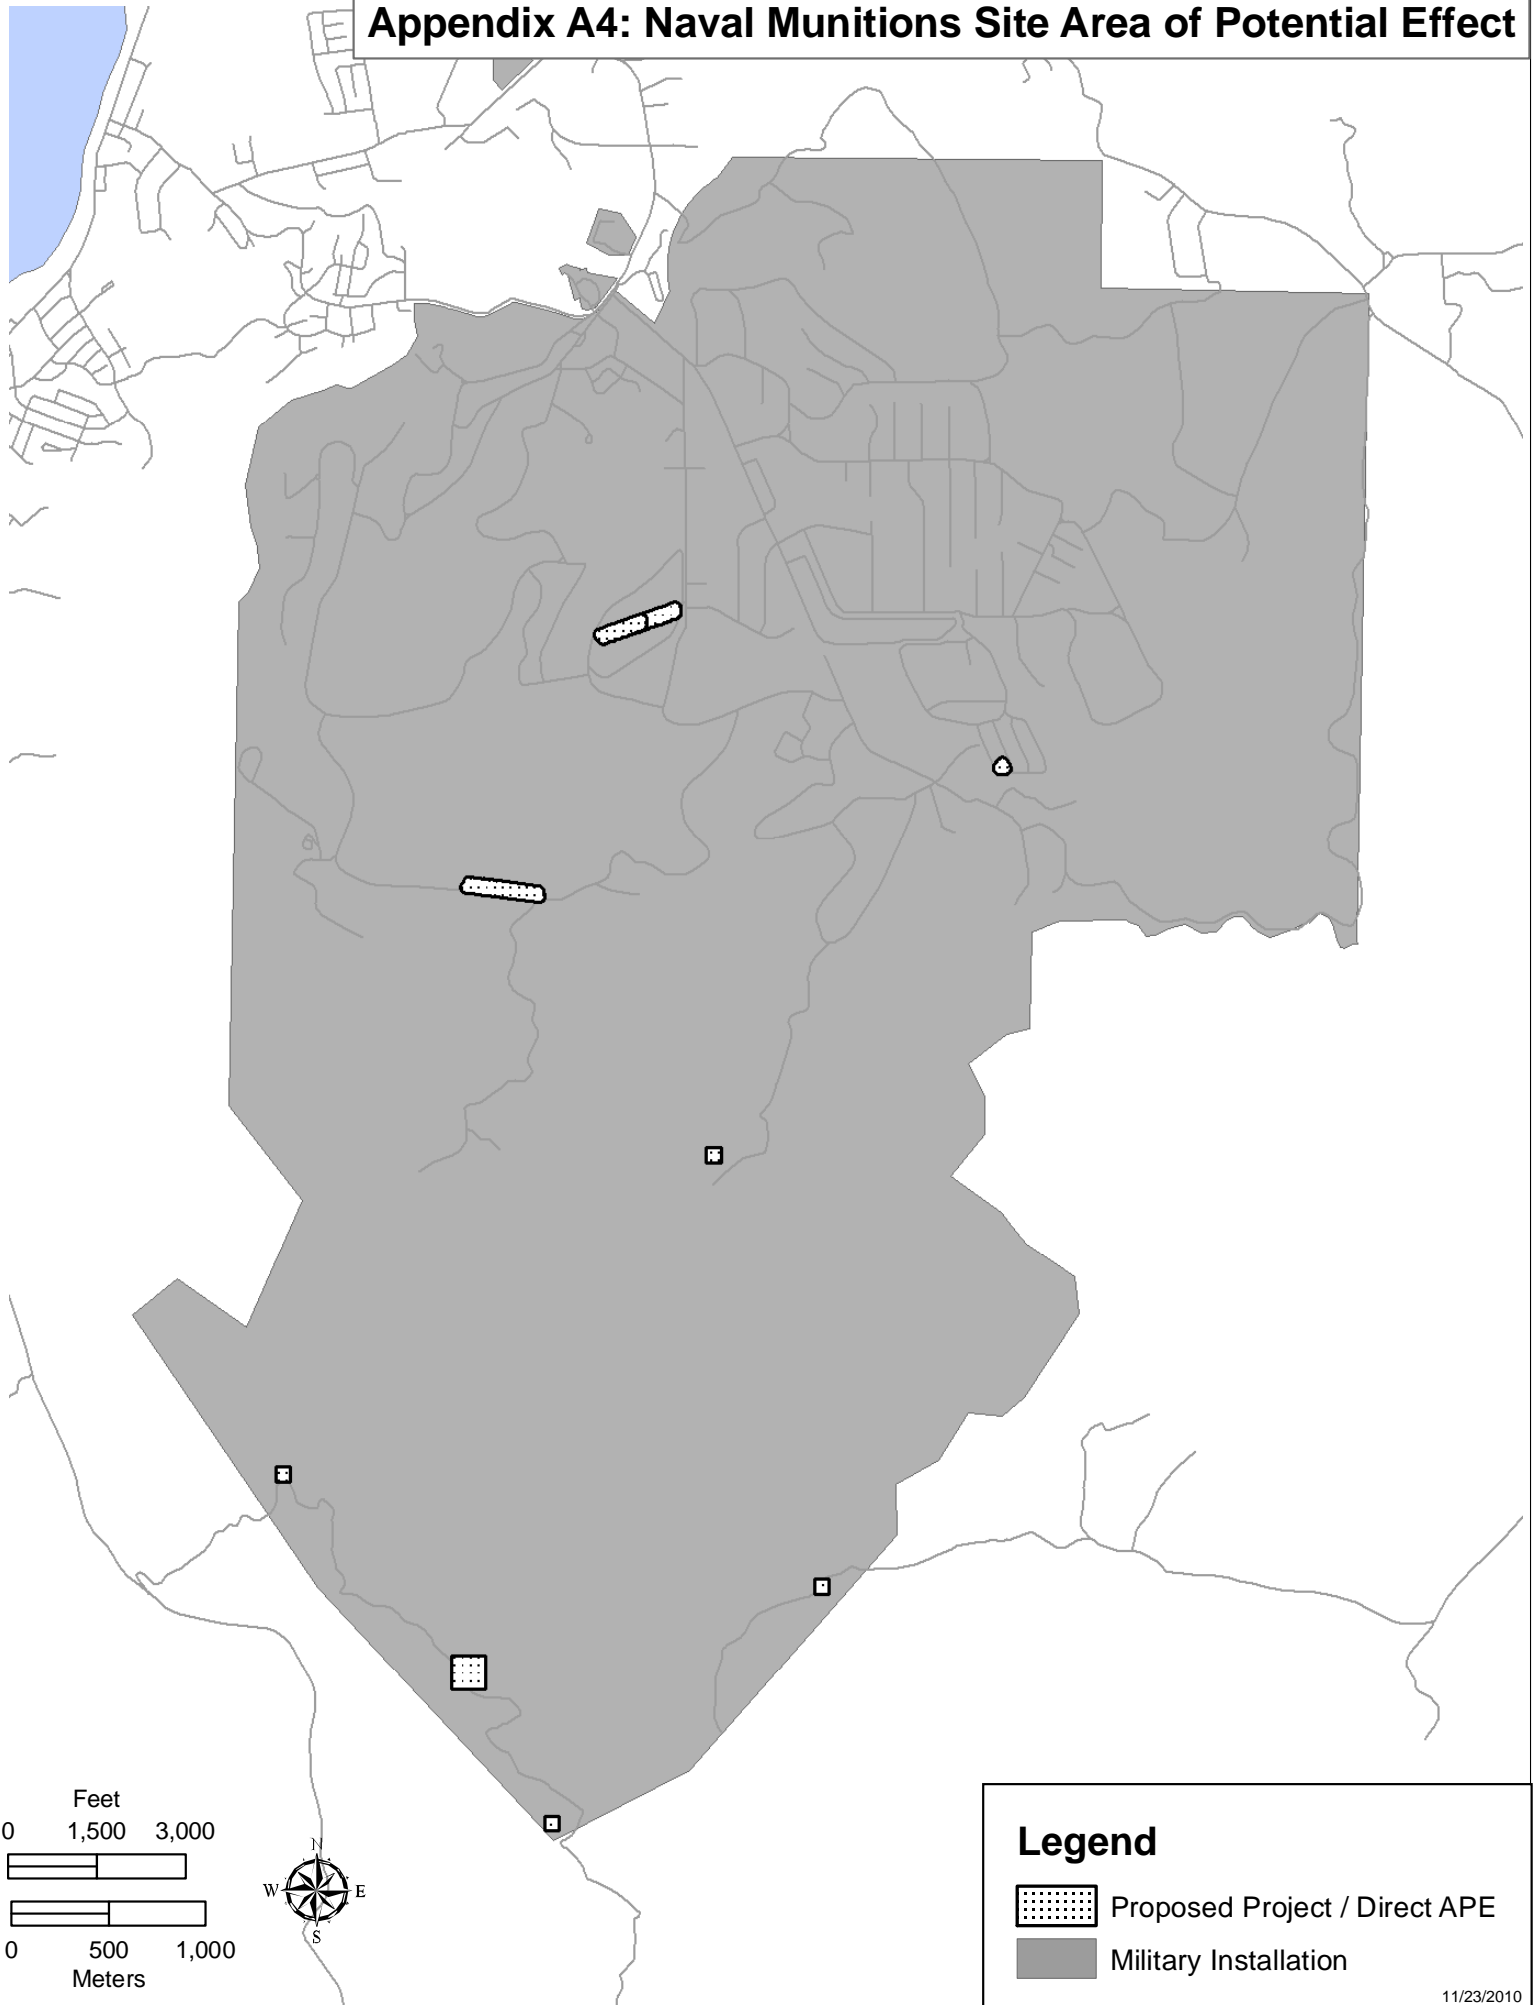 Appendix A4: Naval Munitions Site Area of Potential Effect
Feet
0 1,500 3,000
0 500 1,000
Meters
N
W E
S
Legend
Proposed Project / Direct APE
Military Installation
11/23/2010